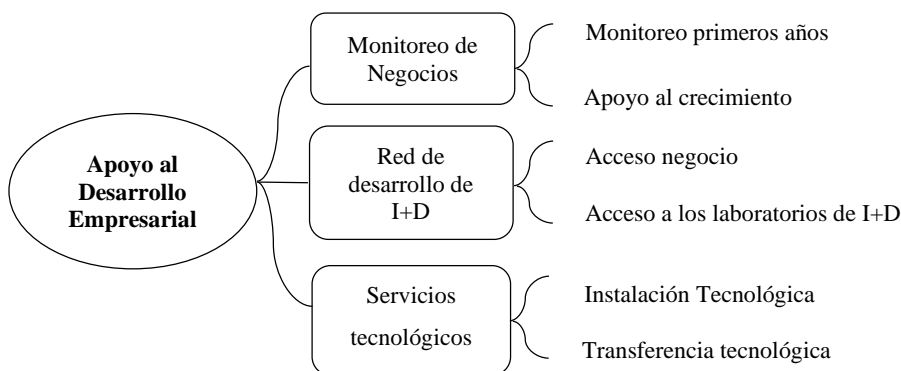 Apoyo al
Desarrollo
Empresarial
Monitoreo de
Negocios
Monitoreo primeros años
Apoyo al crecimiento
Red de
desarrollo de
I+D
Acceso negocio
Acceso a los laboratorios de I+D
Servicios
tecnológicos
Instalación Tecnológica
Transferencia tecnológica